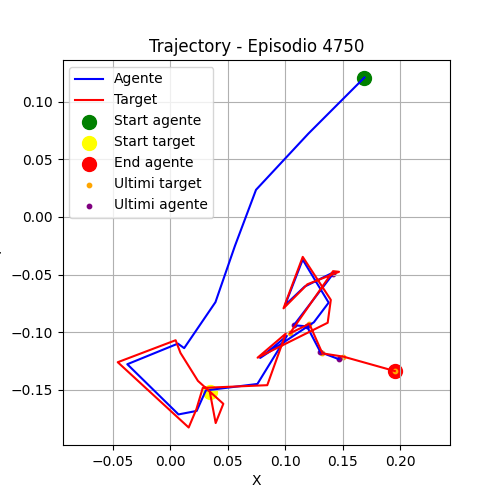 Trajectory - Episodio 4750
Agente
Target
Start agente
Start target
End agente
Ultimi target
Ultimi agente
0.10
0.05
0.00
−0.05
−0.10
−0.15
−0.05
0.00
0.05
0.10
0.15
0.20
X